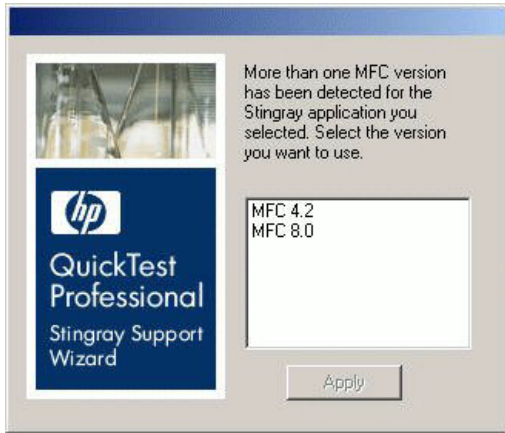 More than one MFC version
has been detected for the
Stingray application you
selected. Select the version
you want to use.
MFC 4.2
MFC 8.0
hp
QuickTest
Professional
Stingray Support
Wizard
Apply